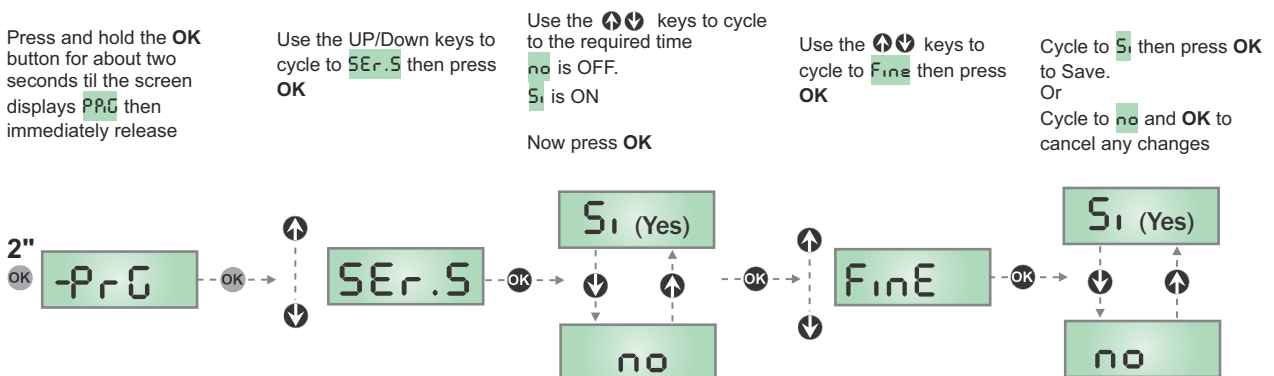 Press and hold the OK
button for about two
seconds til the screen
displays PRG then
immediately release
Use the UP/Down keys to
cycle to SEr.S then press
OK
Use the keys to cycle
to the required time
no is OFF.
Si is ON
Now press OK
Use the keys to
cycle to Fine then press
OK
Cycle to Si then press OK
to Save.
Or
Cycle to no and OK to
cancel any changes
2"
OK
-PrG
OK
SEr.S
OK
Si (Yes)
no
OK
FinE
OK
Si (Yes)
no